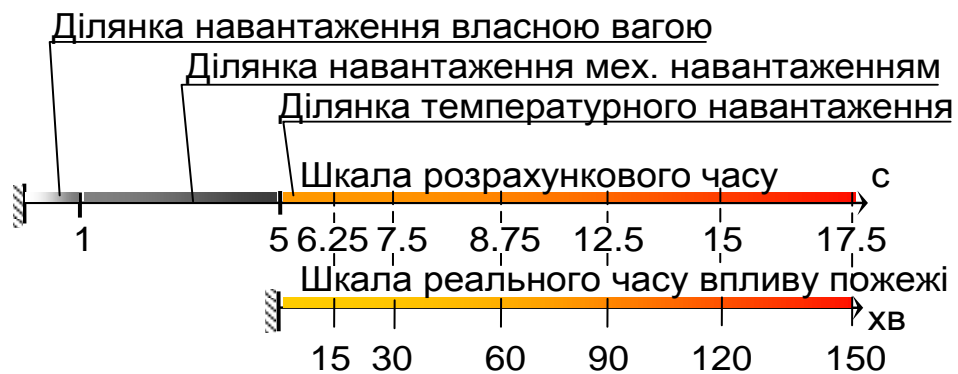 Ділянка навантаження власною вагою
Ділянка навантаження мех. навантаженням
Ділянка температурного навантаження
Шкала розрахункового часу с
1 5 6.25 7.5 8.75 12.5 15 17.5
Шкала реального часу впливу пожежі
хв
15 30 60 90 120 150